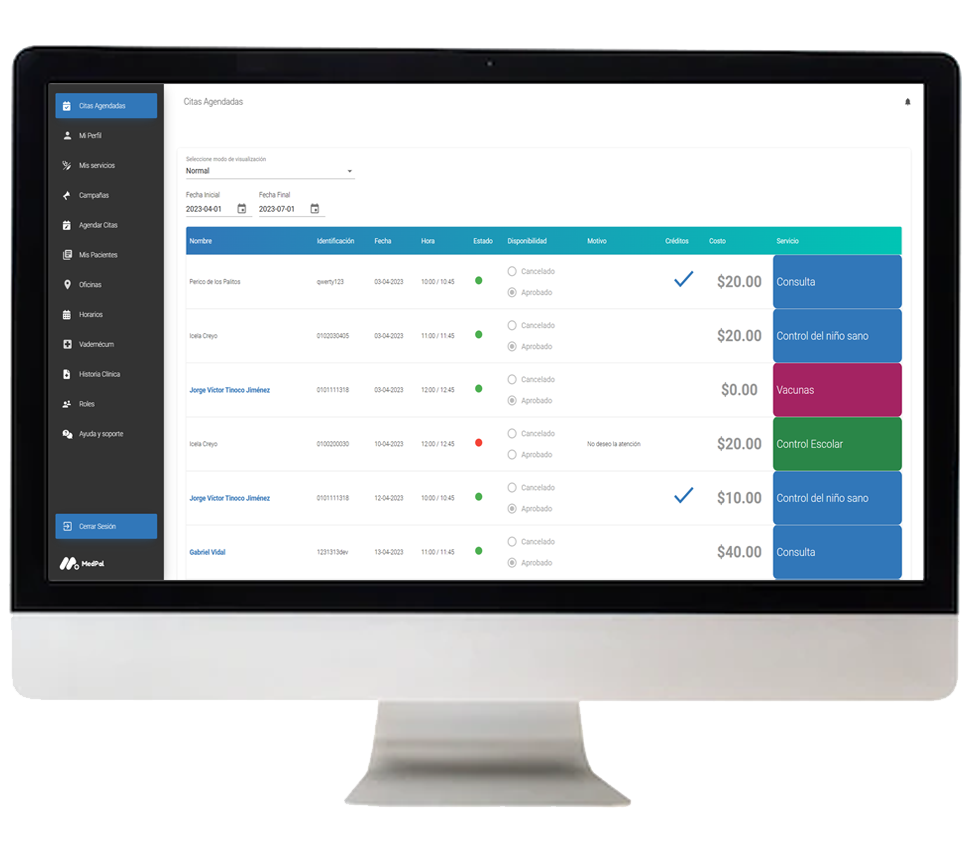 Citas Agendadas
Mi Perfil
Mis servicios
Campañas
Agendar Citas
Mis Pacientes
Oficinas
Horarios
Vademécum
Historia Clínica
Roles
Ayuda y soporte
Cerrar Sesión
MedPal
Citas Agendadas
Seleccione modo de visualización
Normal
Fecha Inicial Fecha Final
2023-04-01 2023-07-01
Nombre Identificación Fecha Hora Estado Disponibilidad Motivo Créditos Costo Servicio
Cancelado
Perico de los Palitos qwerty123 03-04-2023 10:00 / 10:45 $20.00 Consulta
Aprobado
Cancelado
Icela Creyo 0102030405 03-04-2023 11:00 / 11:45 $20.00 Control del niño sano
Aprobado
Cancelado
Jorge Víctor Tinoco Jiménez 0101111318 03-04-2023 12:00 / 12:45 $0.00 Vacunas
Aprobado
Cancelado
Icela Creyo 0100200030 10-04-2023 12:00 / 12:45 No deseo la atención $20.00 Control Escolar
Aprobado
Cancelado
Jorge Víctor Tinoco Jiménez 0101111318 12-04-2023 10:00 / 10:45 $10.00 Control del niño sano
Aprobado
Cancelado
Gabriel Vidal 1231313dev 13-04-2023 11:00 / 11:45 $40.00 Consulta
Aprobado